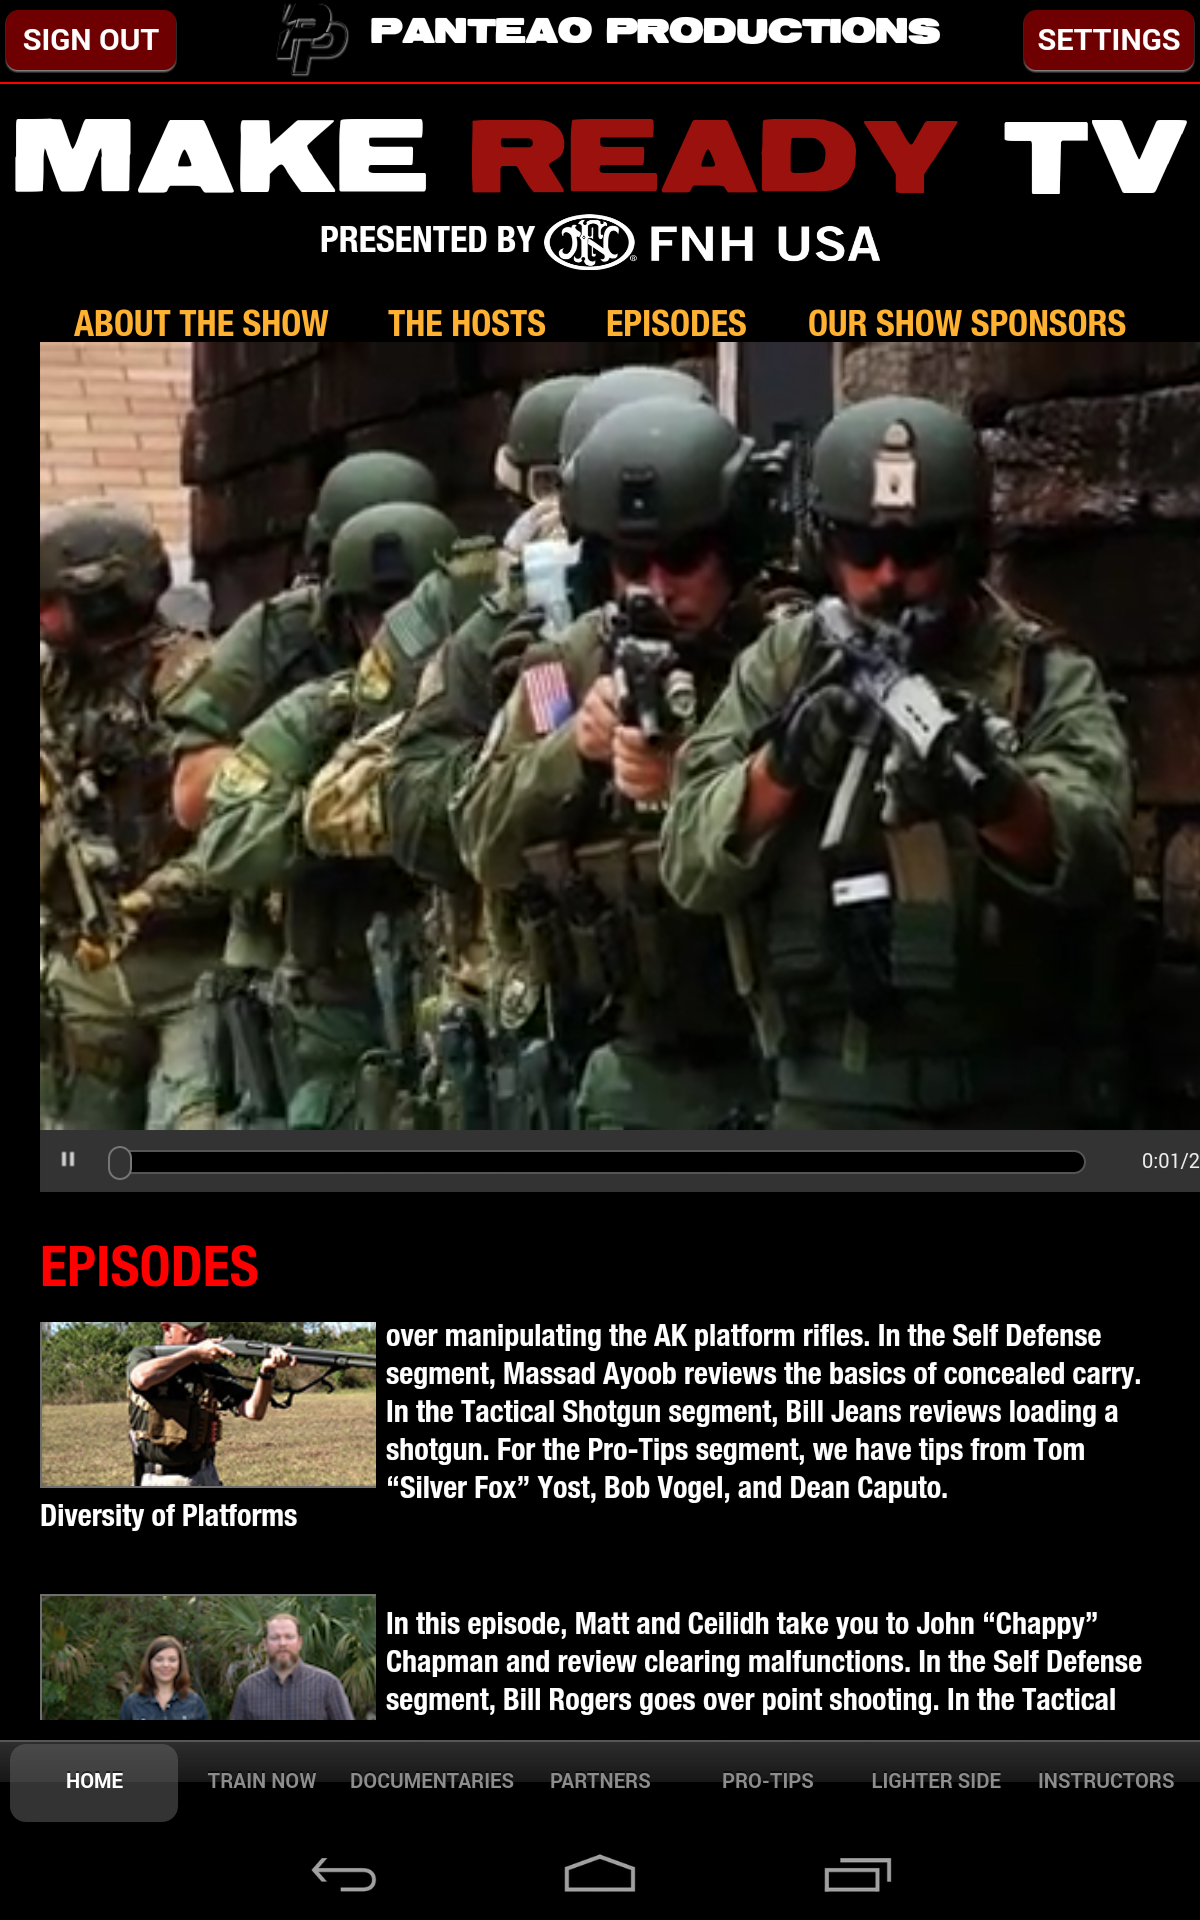 SIGN OUT
PANTEAO PRODUCTIONS
SETTINGS
MAKE READY TV
PRESENTED BY FN® FNH USA
ABOUT THE SHOW THE HOSTS EPISODES OUR SHOW SPONSORS
0:01/2
EPISODES
over manipulating the AK platform rifles. In the Self Defense
segment, Massad Ayoob reviews the basics of concealed carry.
In the Tactical Shotgun segment, Bill Jeans reviews loading a
shotgun. For the Pro-Tips segment, we have tips from Tom
“Silver Fox” Yost, Bob Vogel, and Dean Caputo.
Diversity of Platforms
In this episode, Matt and Ceilidh take you to John “Chappy”
Chapman and review clearing malfunctions. In the Self Defense
segment, Bill Rogers goes over point shooting. In the Tactical
HOME TRAIN NOW DOCUMENTARIES PARTNERS PRO-TIPS LIGHTER SIDE INSTRUCTORS